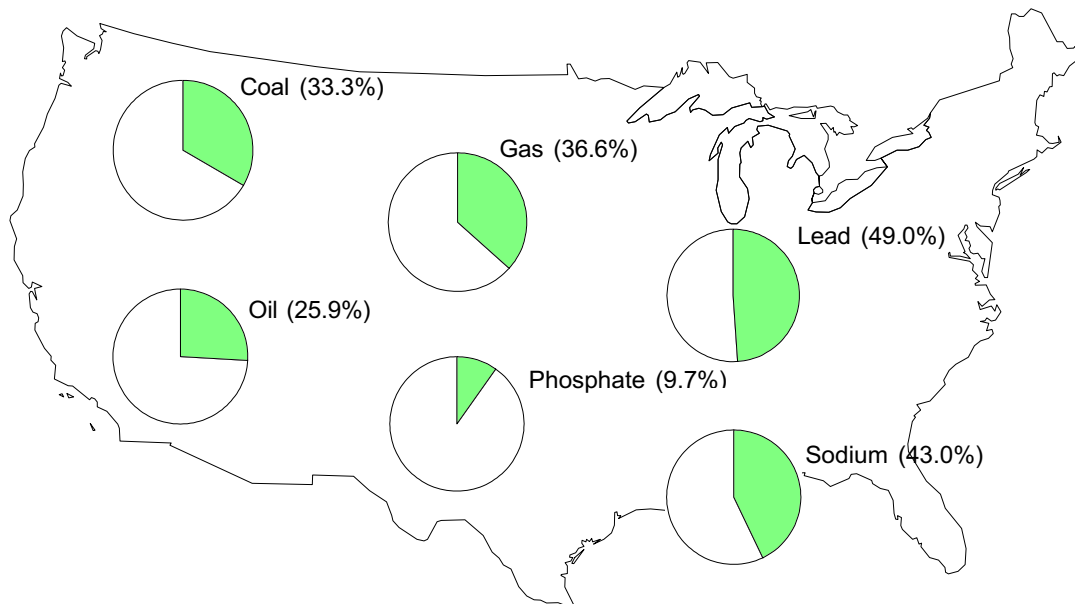 Coal (33.3%)
Gas (36.6%)
Lead (49.0%)
Oil (25.9%)
Phosphate (9.7%)
Sodium (43.0%)